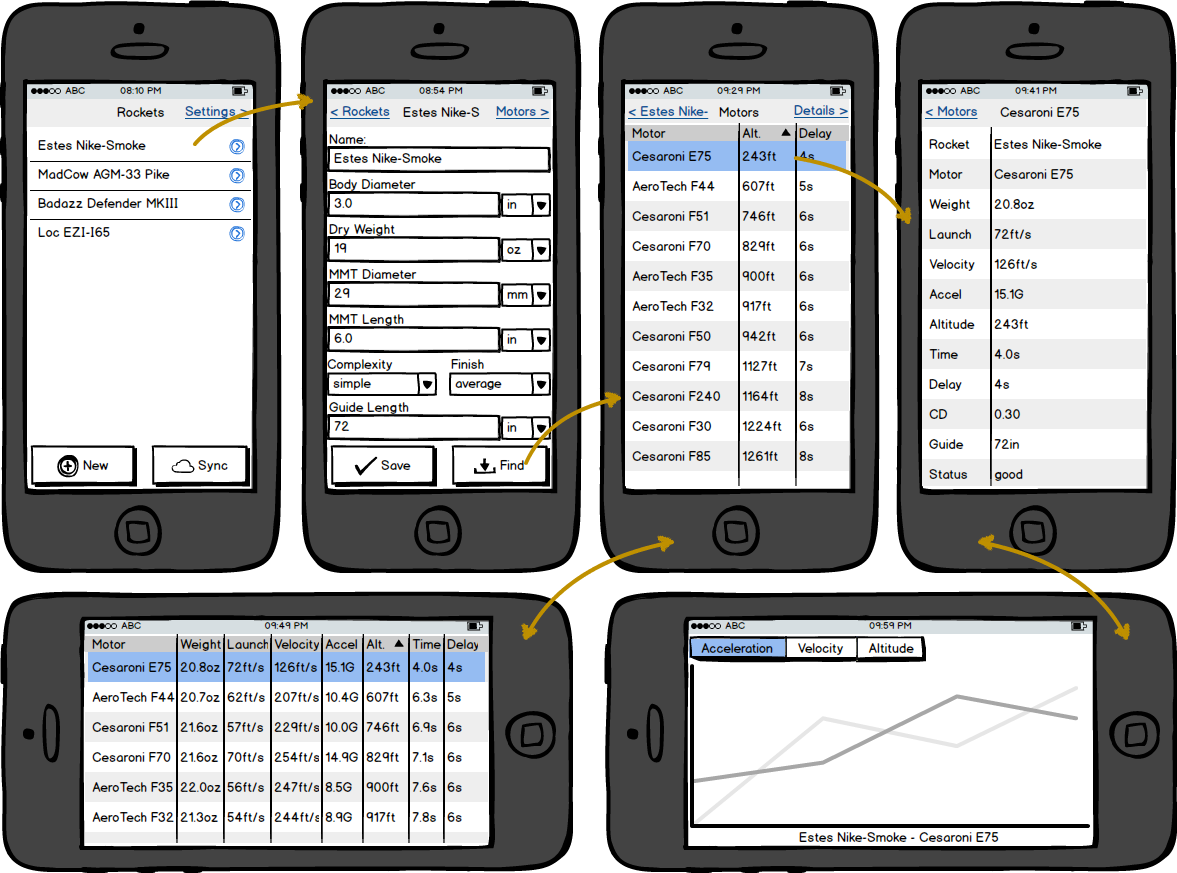 ABC 08:10 PM
Rockets Settings >
Estes Nike-Smoke
MadCow AGM-33 Pike
Badazz Defender MKIII
Loc EZI-I65
New Sync
ABC 08:54 PM
< Rockets Estes Nike-S Motors >
Name:
Estes Nike-Smoke
Body Diameter
3.0 in
Dry Weight
19 oz
MMT Diameter
29 mm
MMT Length
6.0 in
Complexity Finish
simple average
Guide Length
72 in
Save Find
ABC 09:29 PM
< Estes Nike- Motors Details >
Motor Alt. Delay
Cesaroni E75 243ft 4s
AeroTech F44 607ft 5s
Cesaroni F51 746ft 6s
Cesaroni F70 829ft 6s
AeroTech F35 900ft 6s
AeroTech F32 917ft 6s
Cesaroni F50 942ft 6s
Cesaroni F79 1127ft 7s
Cesaroni F240 1164ft 8s
Cesaroni F30 1224ft 6s
Cesaroni F85 1261ft 8s
ABC 09:41 PM
< Motors Cesaroni E75
Rocket Estes Nike-Smoke
Motor Cesaroni E75
Weight 20.8oz
Launch 72ft/s
Velocity 126ft/s
Accel 15.1G
Altitude 243ft
Time 4.0s
Delay 4s
CD 0.30
Guide 72in
Status good
ABC 09:49 PM
Motor Weight Launch Velocity Accel Alt. Time Delay
Cesaroni E75 20.8oz 72ft/s 126ft/s 15.1G 243ft 4.0s 4s
AeroTech F44 20.7oz 62ft/s 207ft/s 10.4G 607ft 6.3s 5s
Cesaroni F51 21.6oz 57ft/s 229ft/s 10.0G 746ft 6.9s 6s
Cesaroni F70 21.6oz 70ft/s 254ft/s 14.9G 829ft 7.1s 6s
AeroTech F35 22.0oz 56ft/s 247ft/s 8.5G 900ft 7.6s 6s
AeroTech F32 21.3oz 54ft/s 244ft/s 8.9G 917ft 7.8s 6s
ABC 09:59 PM
Acceleration Velocity Altitude
Estes Nike-Smoke - Cesaroni E75